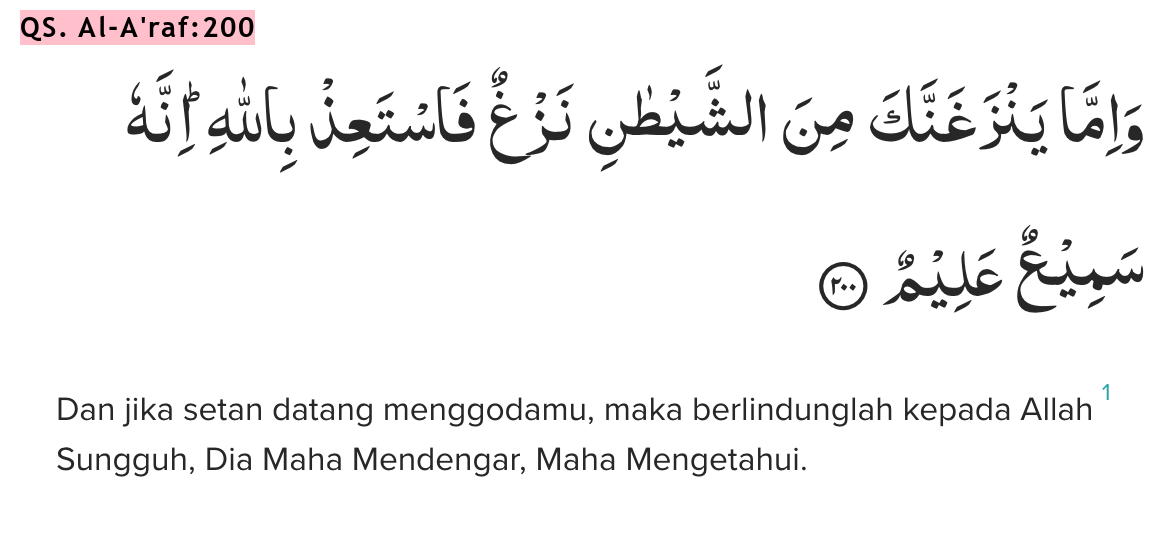 QS. Al-A'raf:200
وَاِمَّا يَنْزَغَنَّكَ مِنَ الشَّيْطٰنِ نَزْغٌ فَاسْتَعِذْ بِاللّٰهِ ۗاِنَّهٗ
سَمِيْعٌ عَلِيْمٌ ٢٠٠
Dan jika setan datang menggodamu, maka berlindunglah kepada Allah 1
Sungguh, Dia Maha Mendengar, Maha Mengetahui.